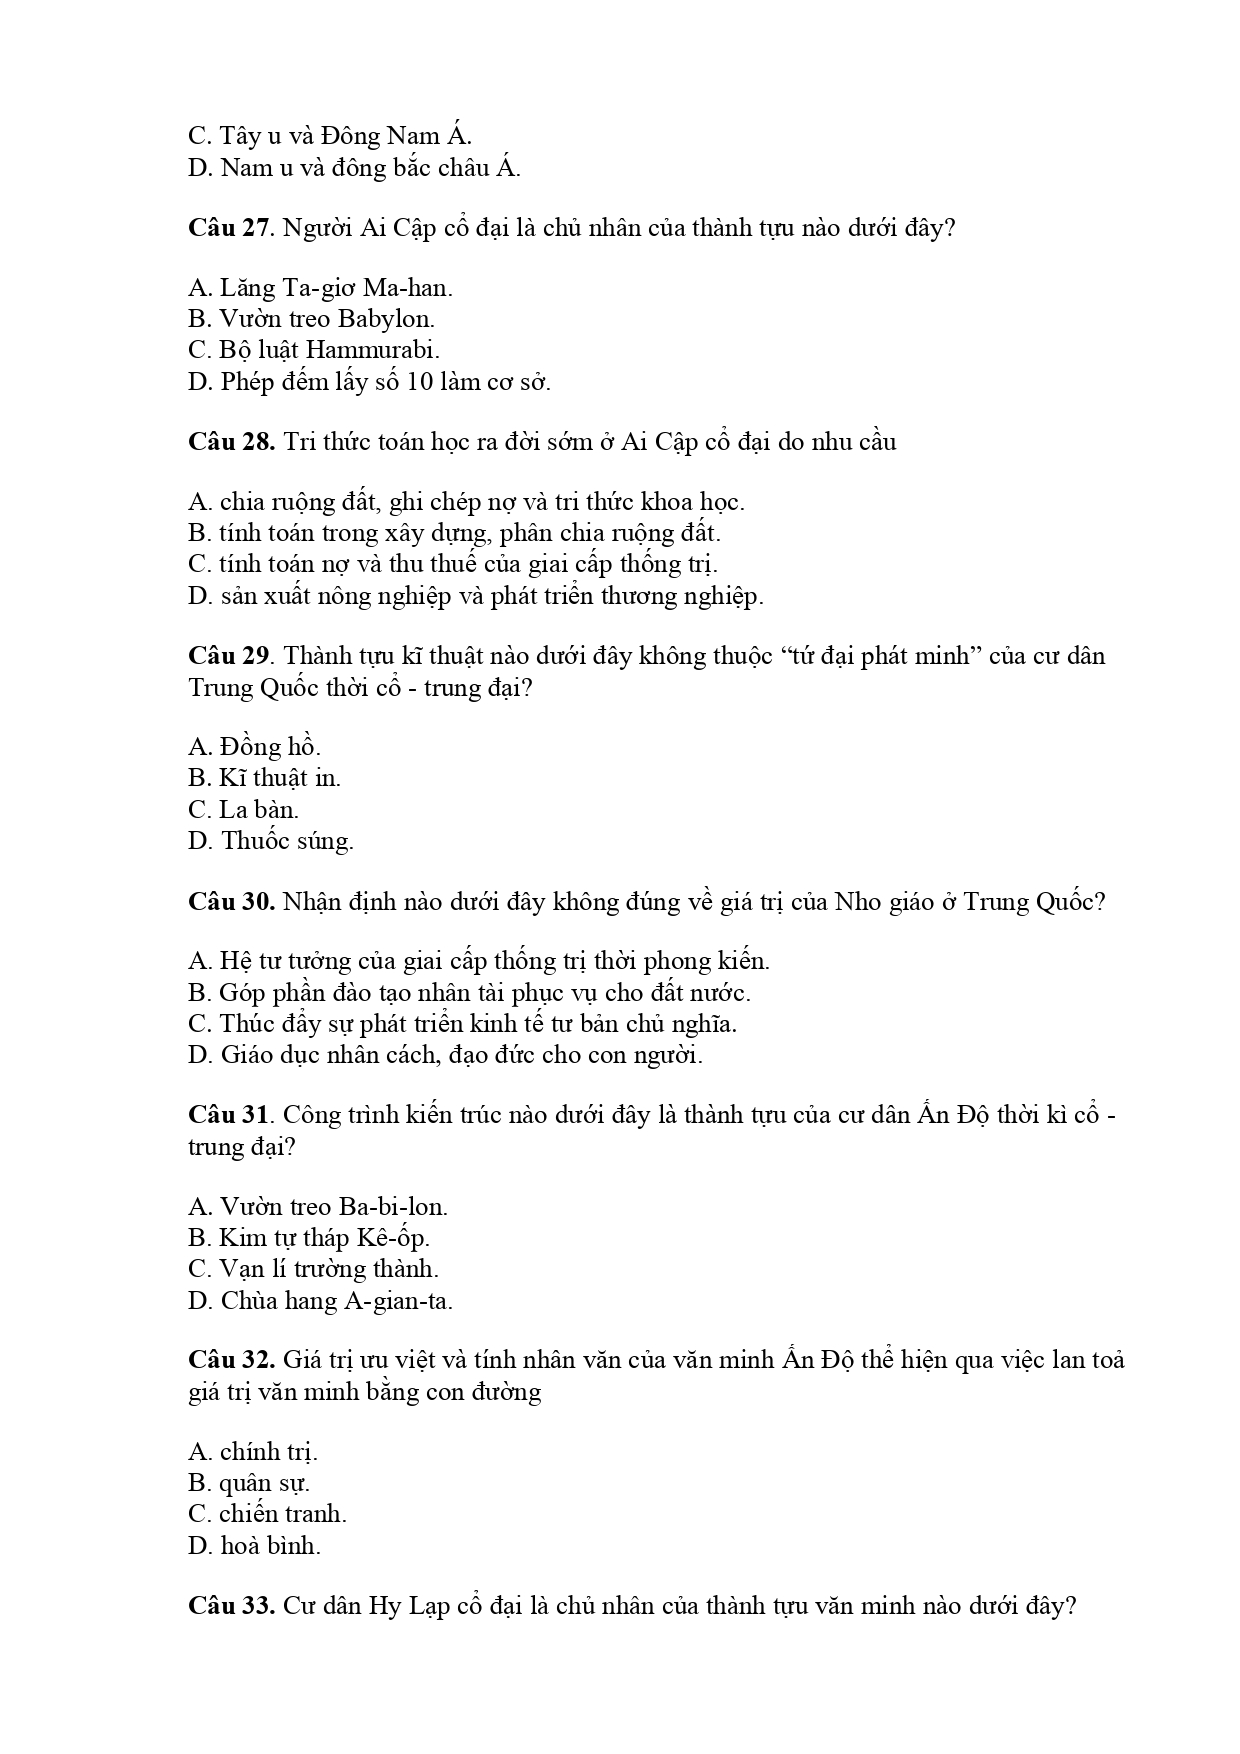 C. Tây u và Đông Nam Á.
D. Nam u và đông bắc châu Á.
Câu 27. Người Ai Cập cổ đại là chủ nhân của thành tựu nào dưới đây?
A. Lăng Ta-giơ Ma-han.
B. Vườn treo Babylon.
C. Bộ luật Hammurabi.
D. Phép đếm lấy số 10 làm cơ sở.
Câu 28. Tri thức toán học ra đời sớm ở Ai Cập cổ đại do nhu cầu
A. chia ruộng đất, ghi chép nợ và tri thức khoa học.
B. tính toán trong xây dựng, phân chia ruộng đất.
C. tính toán nợ và thu thuế của giai cấp thống trị.
D. sản xuất nông nghiệp và phát triển thương nghiệp.
Câu 29. Thành tựu kĩ thuật nào dưới đây không thuộc “tứ đại phát minh” của cư dân
Trung Quốc thời cổ - trung đại?
A. Đồng hồ.
B. Kĩ thuật in.
C. La bàn.
D. Thuốc súng.
Câu 30. Nhận định nào dưới đây không đúng về giá trị của Nho giáo ở Trung Quốc?
A. Hệ tư tưởng của giai cấp thống trị thời phong kiến.
B. Góp phần đào tạo nhân tài phục vụ cho đất nước.
C. Thúc đẩy sự phát triển kinh tế tư bản chủ nghĩa.
D. Giáo dục nhân cách, đạo đức cho con người.
Câu 31. Công trình kiến trúc nào dưới đây là thành tựu của cư dân Ấn Độ thời kì cổ -
trung đại?
A. Vườn treo Ba-bi-lon.
B. Kim tự tháp Kê-ốp.
C. Vạn lí trường thành.
D. Chùa hang A-gian-ta.
Câu 32. Giá trị ưu việt và tính nhân văn của văn minh Ấn Độ thể hiện qua việc lan toả
giá trị văn minh bằng con đường
A. chính trị.
B. quân sự.
C. chiến tranh.
D. hoà bình.
Câu 33. Cư dân Hy Lạp cổ đại là chủ nhân của thành tựu văn minh nào dưới đây?